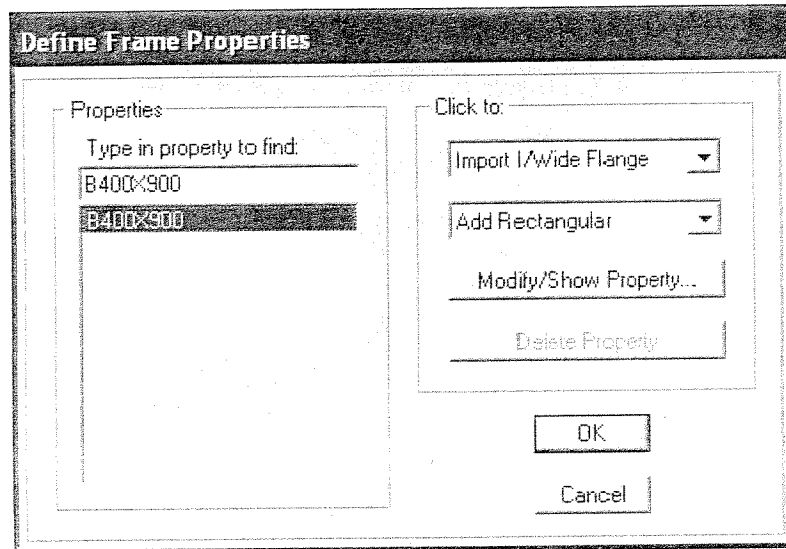 Define Frame Properties
Properties
Type in property to find:
B400X900
B400X900
Click to:
Import I/Wide Flange
Add Rectangular
Modify/Show Property...
Delete Property
OK
Cancel